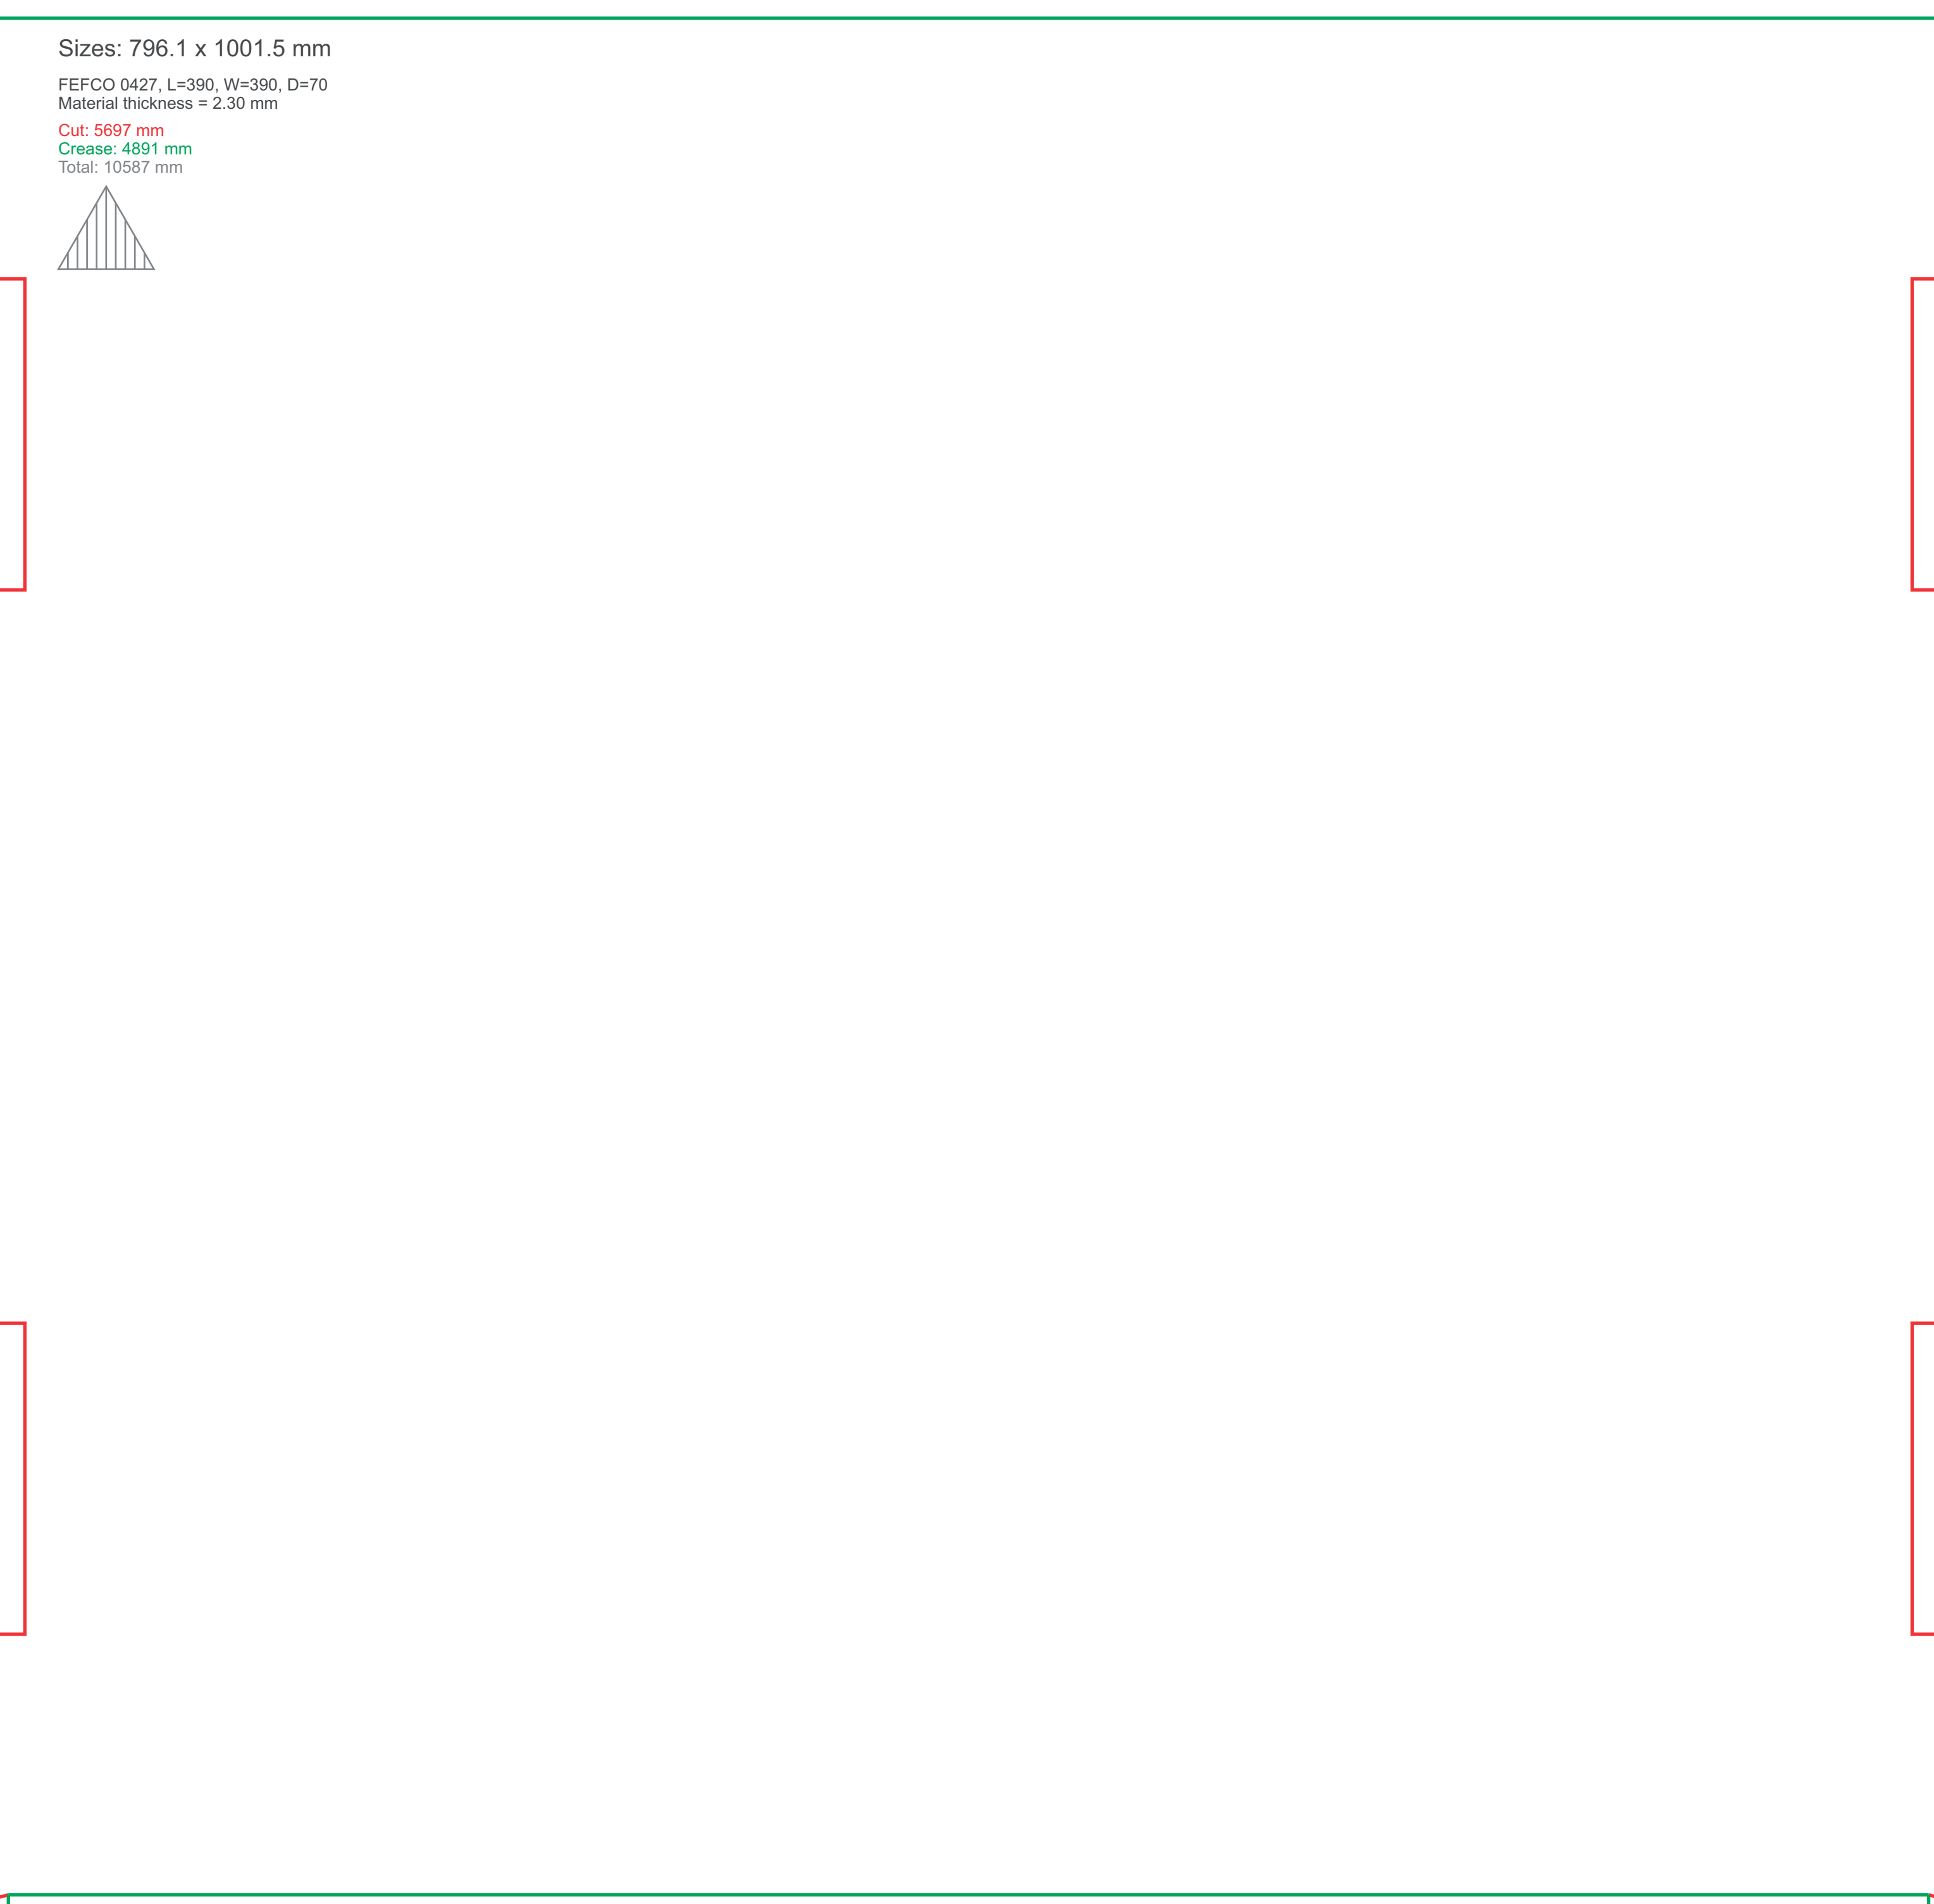 Sizes: 796.1 x 1001.5 mm
FEFCO 0427, L=390, W=390, D=70
Material thickness = 2.30 mm
Cut: 5697 mm
Crease: 4891 mm
Total: 10587 mm